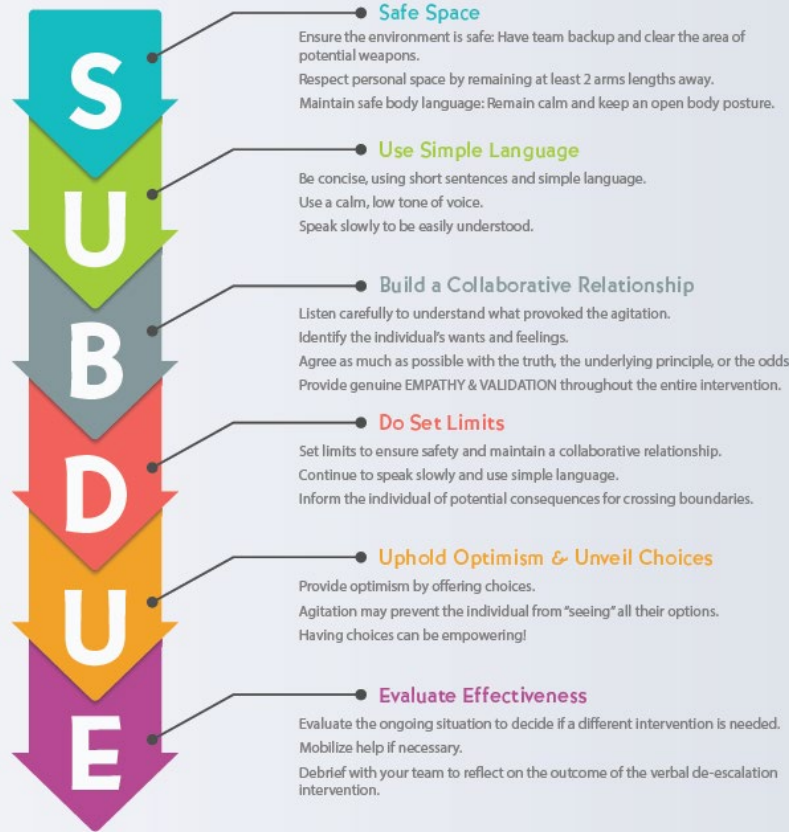 S
Safe Space
Ensure the environment is safe: Have team backup and clear the area of
potential weapons.
Respect personal space by remaining at least 2 arms lengths away.
Maintain safe body language: Remain calm and keep an open body posture.
U
Use Simple Language
Be concise, using short sentences and simple language.
Use a calm, low tone of voice.
Speak slowly to be easily understood.
B
Build a Collaborative Relationship
Listen carefully to understand what provoked the agitation.
Identify the individual's wants and feelings.
Agree as much as possible with the truth, the underlying principle, or the odds
Provide genuine EMPATHY & VALIDATION throughout the entire intervention.
D
Do Set Limits
Set limits to ensure safety and maintain a collaborative relationship.
Continue to speak slowly and use simple language.
Inform the individual of potential consequences for crossing boundaries.
U
Uphold Optimism & Unveil Choices
Provide optimism by offering choices.
Agitation may prevent the individual from "seeing" all their options.
Having choices can be empowering!
E
Evaluate Effectiveness
Evaluate the ongoing situation to decide if a different intervention is needed.
Mobilize help if necessary.
Debrief with your team to reflect on the outcome of the verbal de-escalation
intervention.